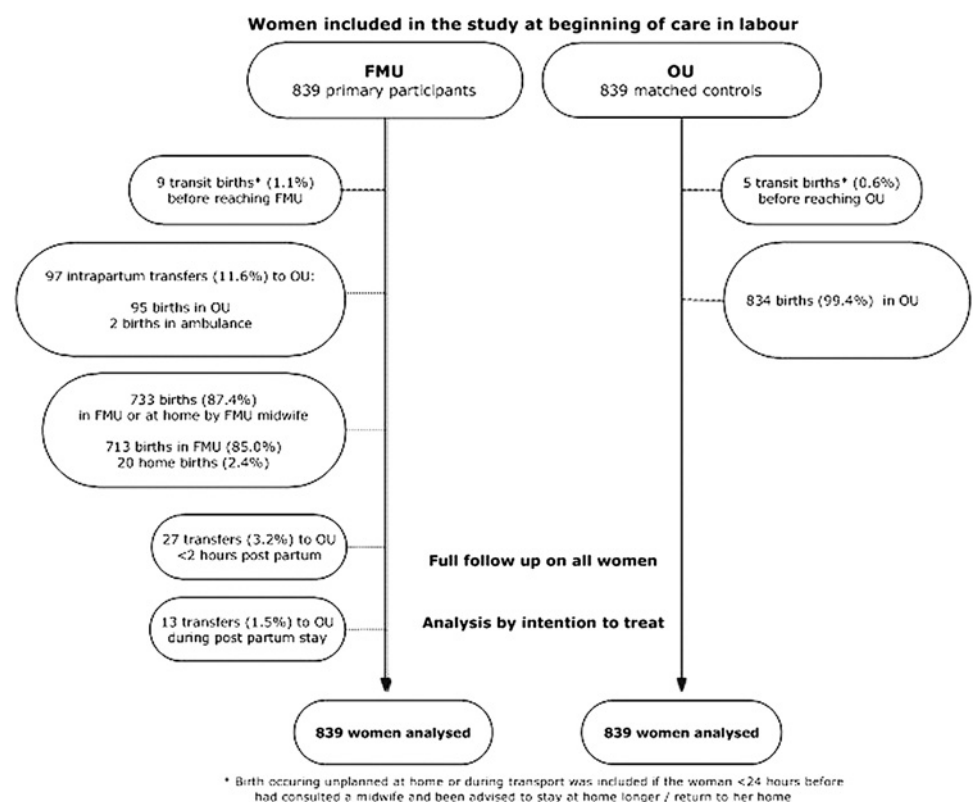 Women included in the study at beginning of care in labour
FMU
839 primary participants
OU
839 matched controls
9 transit births* (1.1%)
before reaching FMU
5 transit births* (0.6%)
before reaching OU
97 intrapartum transfers (11.6%) to OU:
95 births in OU
2 births in ambulance
834 births (99.4%) in OU
733 births (87.4%)
in FMU or at home by FMU midwife
713 births in FMU (85.0%)
20 home births (2.4%)
27 transfers (3.2%) to OU
<2 hours post partum
Full follow up on all women
13 transfers (1.5%) to OU
during post partum stay
Analysis by intention to treat
839 women analysed
839 women analysed
* Birth occuring unplanned at home or during transport was included if the woman <24 hours before
had consulted a midwife and been advised to stay at home longer / return to her home